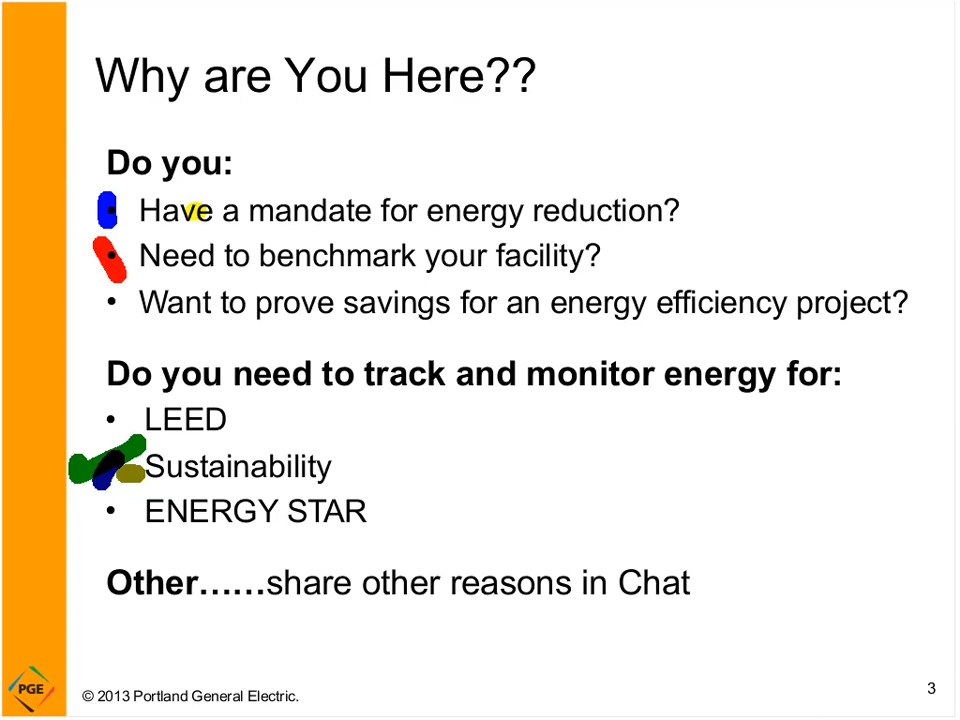 Why are You Here??
Do you:
• Have a mandate for energy reduction?
• Need to benchmark your facility?
• Want to prove savings for an energy efficiency project?
Do you need to track and monitor energy for:
• LEED
Sustainability
• ENERGY STAR
Other……share other reasons in Chat
PGE
© 2013 Portland General Electric.
3